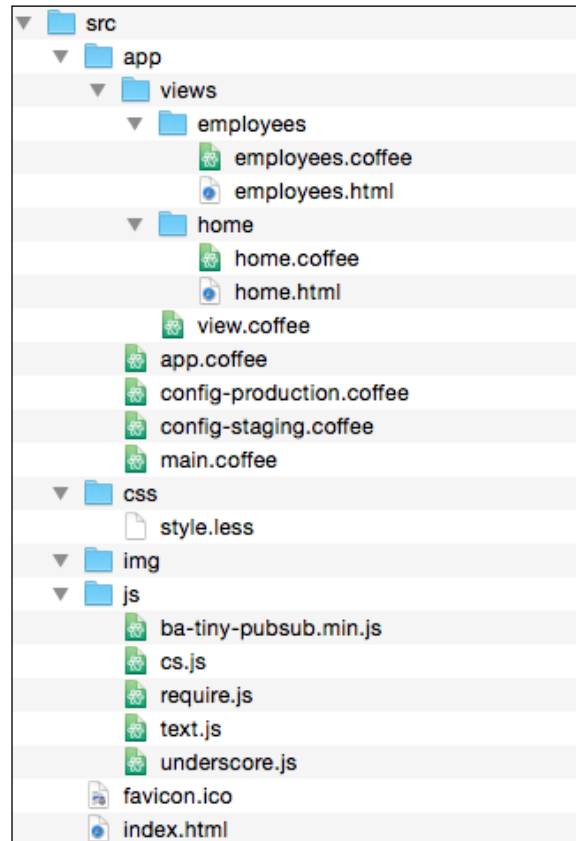 src
app
views
employees
employees.coffee
employees.html
home
home.coffee
home.html
view.coffee
app.coffee
config-production.coffee
config-staging.coffee
main.coffee
css
style.less
img
js
ba-tiny-pubsub.min.js
cs.js
require.js
text.js
underscore.js
favicon.ico
index.html